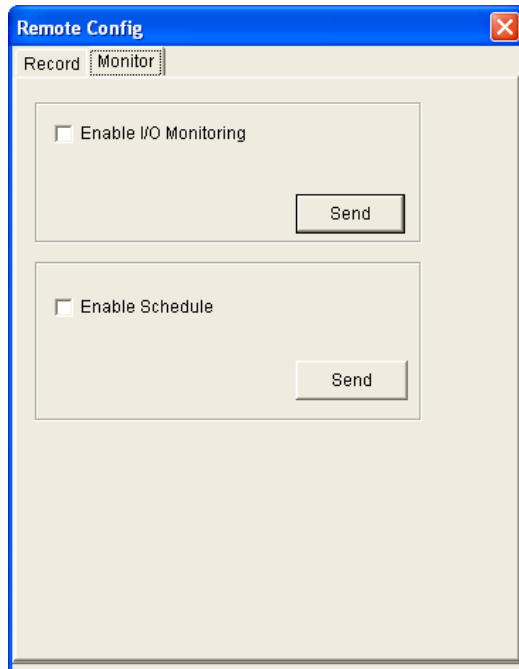 Remote Config
Record Monitor
Enable I/O Monitoring
Send
Enable Schedule
Send